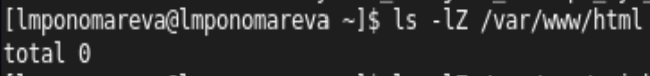 [lmponomareva@lmponomareva ~]$ ls -lZ /var/www/html
total 0